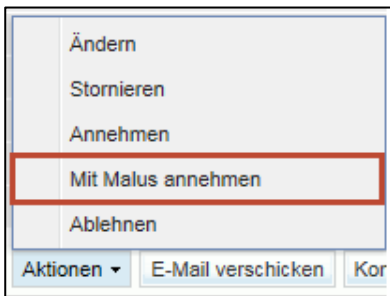 Ändern
Stornieren
Annehmen
Mit Malus annehmen
Ablehnen
Aktionen E-Mail verschicken